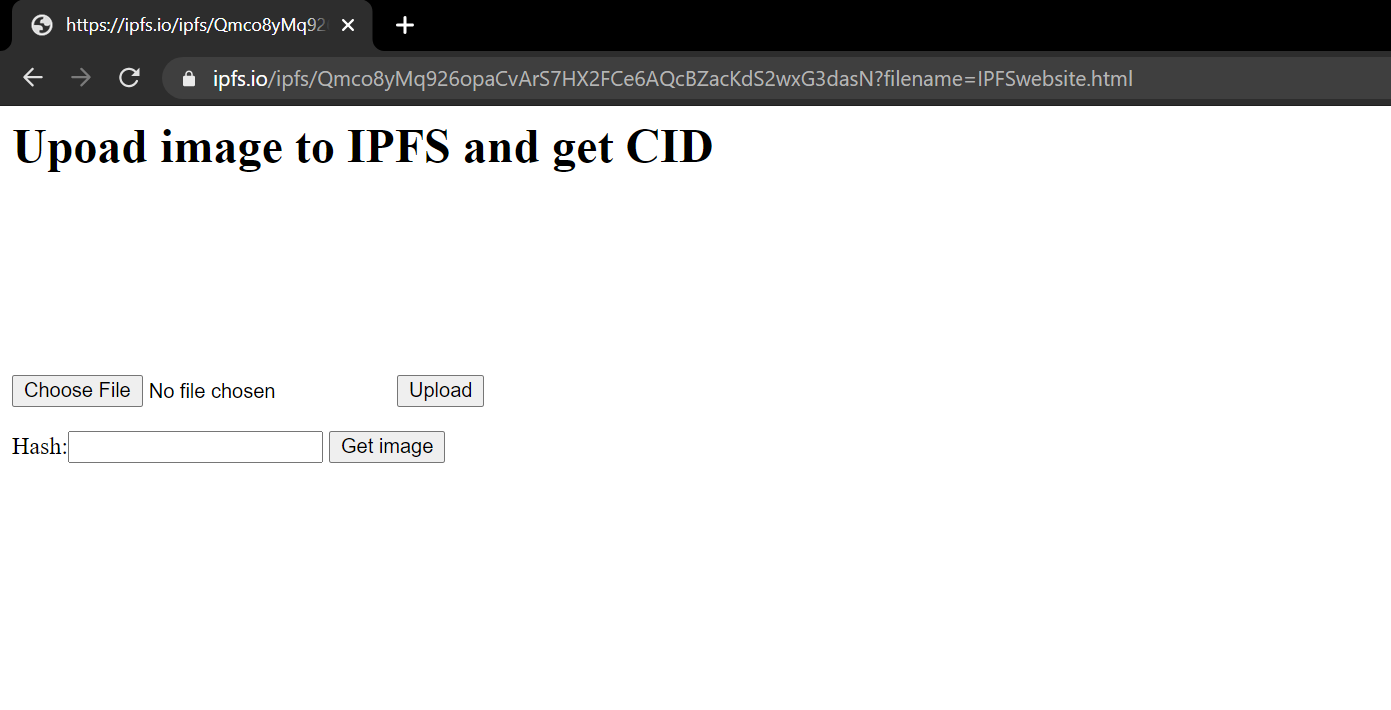 https://ipfs.io/ipfs/Qmco8yMq92
ipfs.io/ipfs/Qmco8yMq926opaCvArS7HX2FCe6AQcBZacKdS2wxG3dasN?filename=IPFSwebsite.html
Upoad image to IPFS and get CID
Choose File No file chosen Upload
Hash: Get image